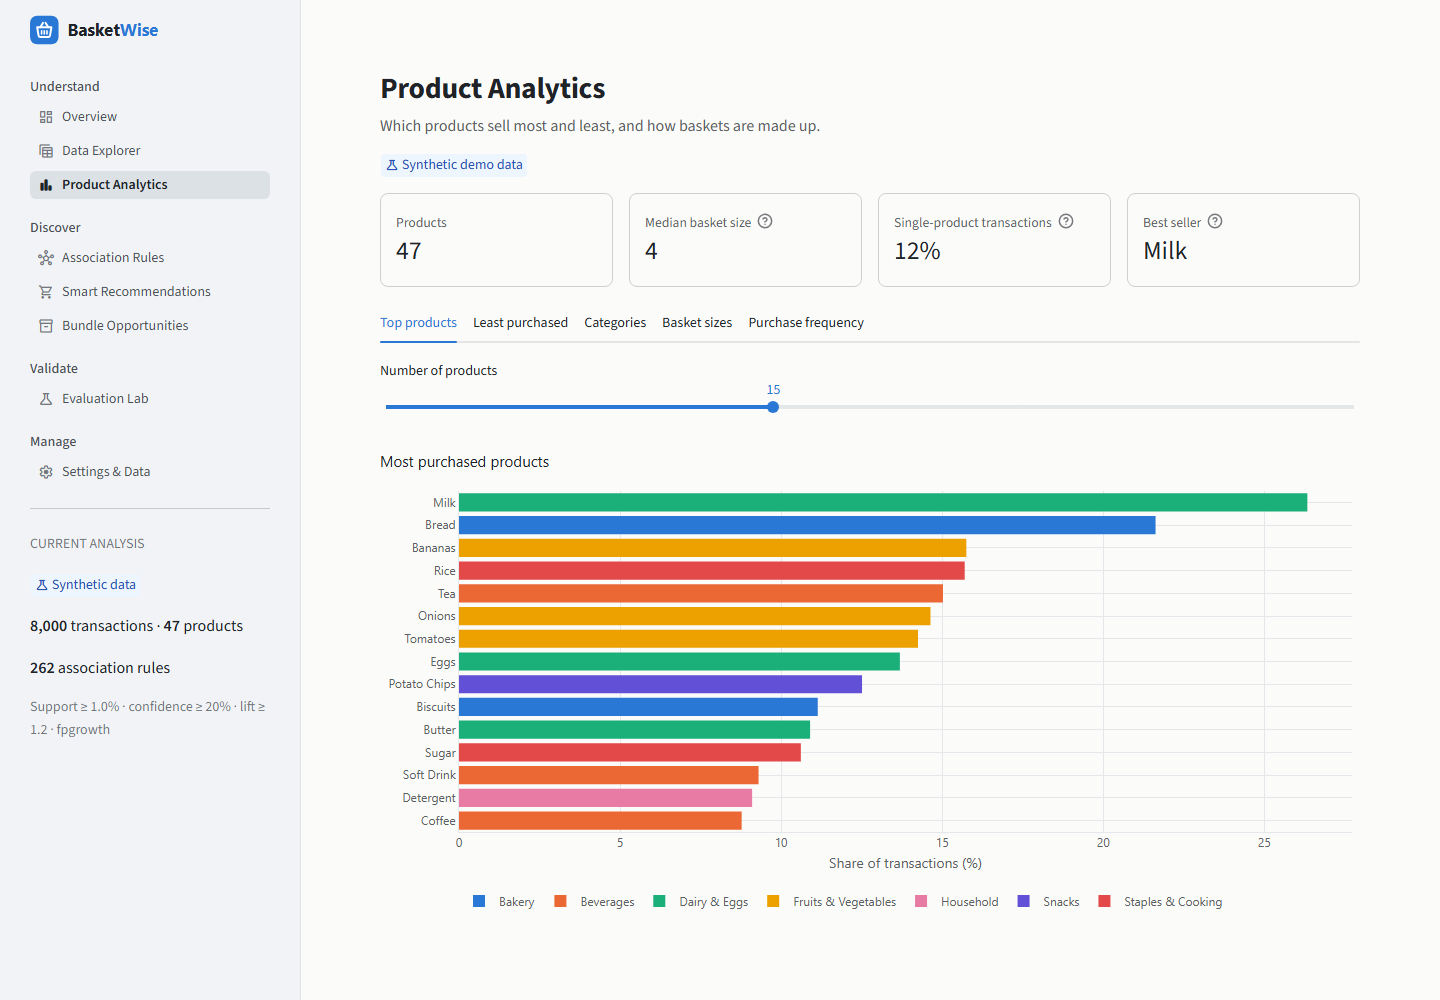 BasketWise
Understand
Overview
Data Explorer
Product Analytics
Discover
Association Rules
Smart Recommendations
Bundle Opportunities
Validate
Evaluation Lab
Manage
Settings & Data
CURRENT ANALYSIS
Synthetic data
8,000 transactions · 47 products
262 association rules
Support ≥ 1.0% · confidence ≥ 20% · lift ≥
1.2 · fpgrowth
Product Analytics
Which products sell most and least, and how baskets are made up.
Synthetic demo data
Products
47
Median basket size
4
Single-product transactions
12%
Best seller
Milk
Top products Least purchased Categories Basket sizes Purchase frequency
Number of products
15
Most purchased products
Milk
Bread
Bananas
Rice
Tea
Onions
Tomatoes
Eggs
Potato Chips
Biscuits
Butter
Sugar
Soft Drink
Detergent
Coffee
0 5 10 15 20 25
Share of transactions (%)
Bakery Beverages Dairy & Eggs Fruits & Vegetables Household Snacks Staples & Cooking